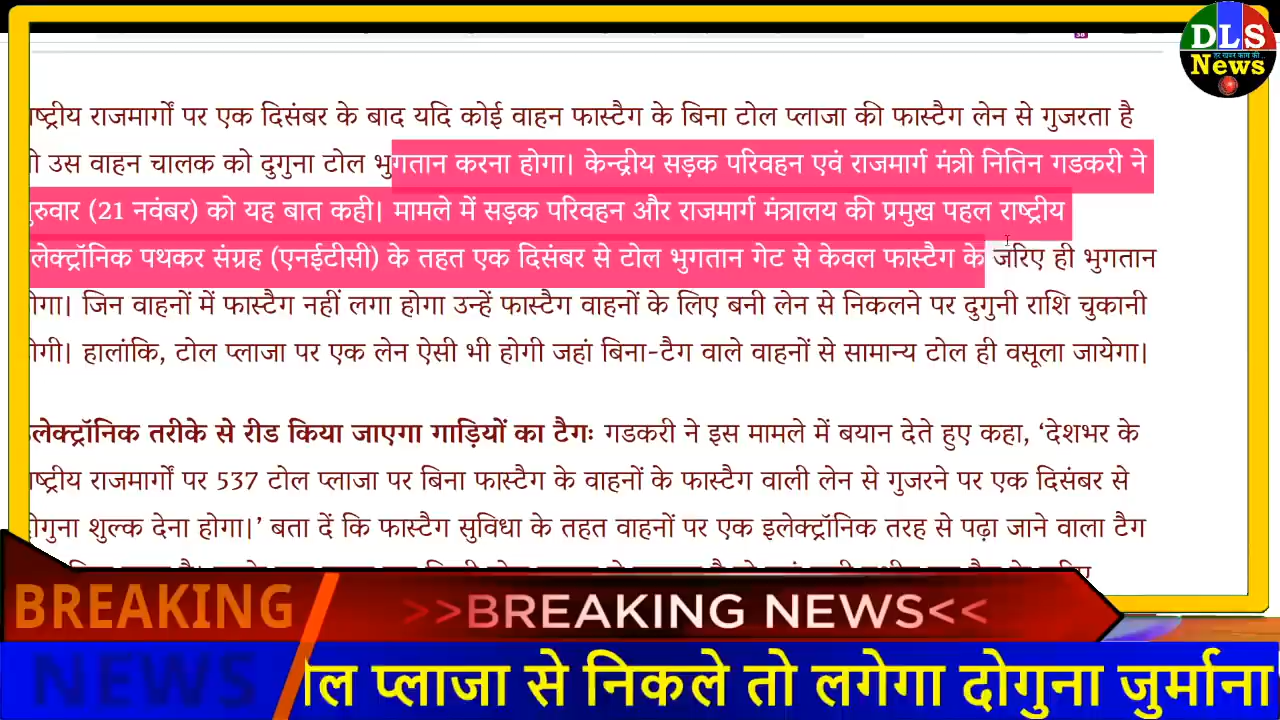 DLS
हर खबर काम की..
News
ष्ट्रीय राजमार्गों पर एक दिसंबर के बाद यदि कोई वाहन फास्टैग के बिना टोल प्लाजा की फास्टैग लेन से गुजरता है
उस वाहन चालक को दुगुना टोल भुगतान करना होगा। केन्द्रीय सड़क परिवहन एवं राजमार्ग मंत्री नितिन गडकरी ने
गुरुवार (21 नवंबर) को यह बात कही। मामले में सड़क परिवहन और राजमार्ग मंत्रालय की प्रमुख पहल राष्ट्रीय
लेक्ट्रॉनिक पथकर संग्रह (एनईटीसी) के तहत एक दिसंबर से टोल भुगतान गेट से केवल फास्टैग के जरिए ही भुगतान
होगा। जिन वाहनों में फास्टैग नहीं लगा होगा उन्हें फास्टैग वाहनों के लिए बनी लेन से निकलने पर दुगुनी राशि चुकानी
होगी। हालांकि, टोल प्लाजा पर एक लेन ऐसी भी होगी जहां बिना-टैग वाले वाहनों से सामान्य टोल ही वसूला जायेगा।
लेक्ट्रॉनिक तरीके से रीड किया जाएगा गाड़ियों का टैगः गडकरी ने इस मामले में बयान देते हुए कहा, ‘देशभर के
ष्ट्रीय राजमार्गों पर 537 टोल प्लाजा पर बिना फास्टैग के वाहनों के फास्टैग वाली लेन से गुजरने पर एक दिसंबर से
दोगुना शुल्क देना होगा।’ बता दें कि फास्टैग सुविधा के तहत वाहनों पर एक इलेक्ट्रॉनिक तरह से पढ़ा जाने वाला टैग
BREAKING
>>BREAKING NEWS<<
NEWS
ल प्लाजा से निकले तो लगेगा दोगुना जुर्माना